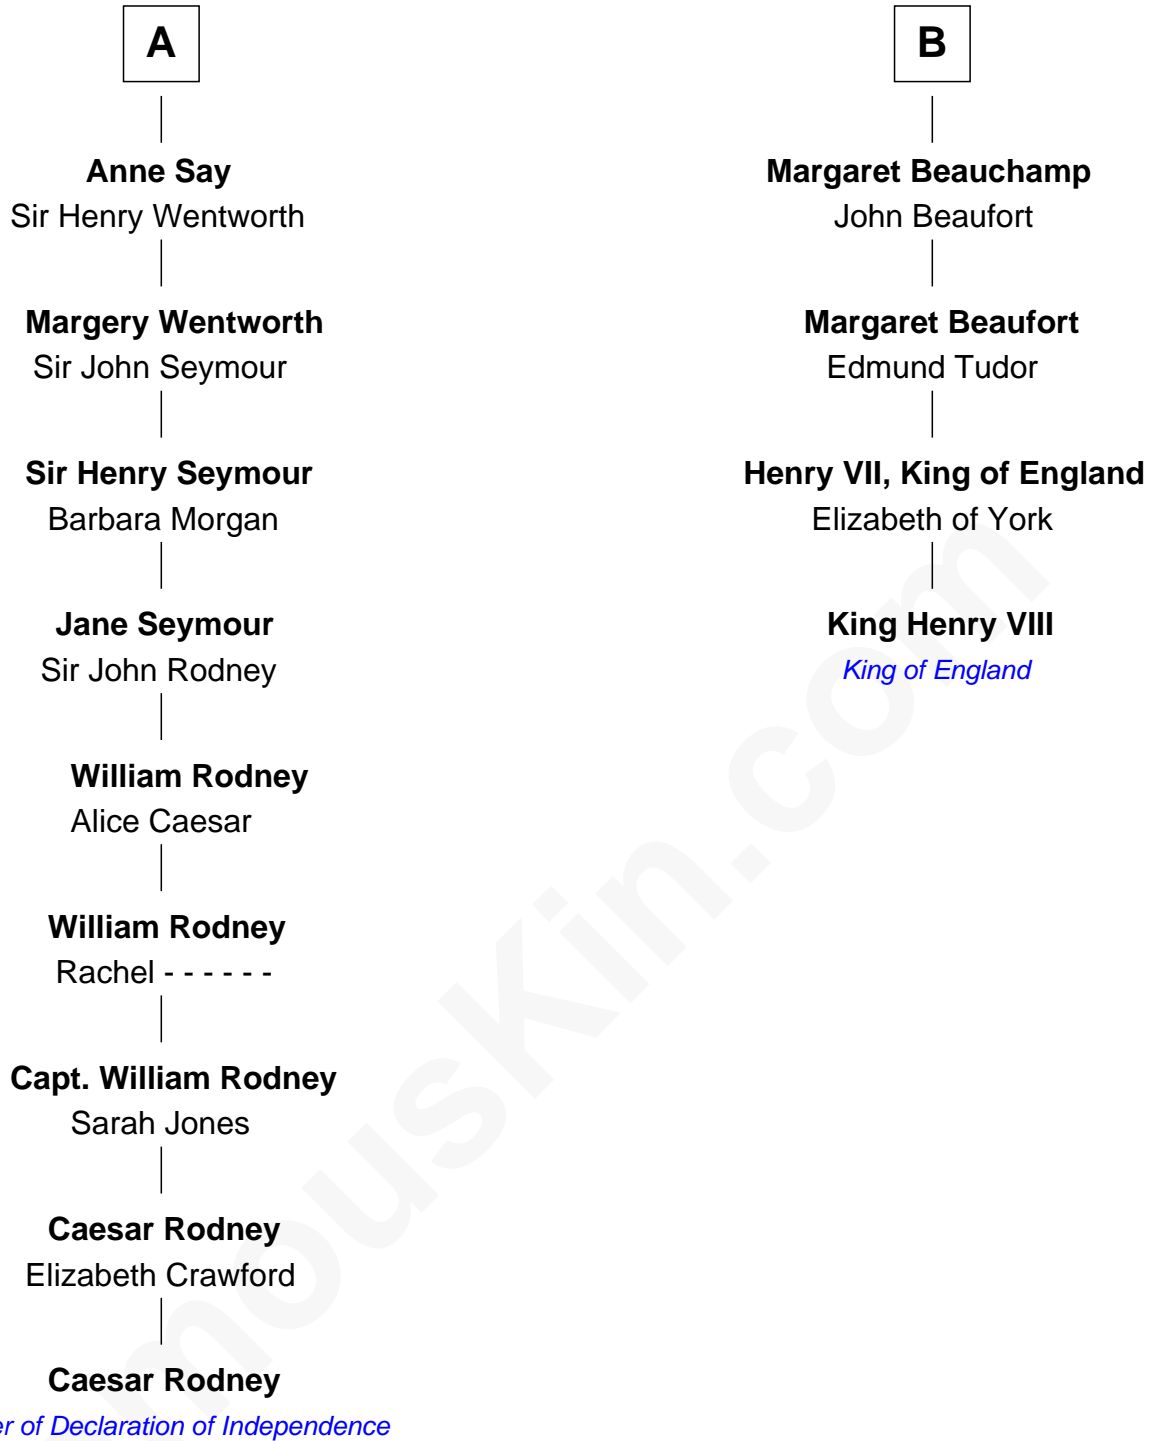 A
Anne Say
Sir Henry Wentworth
Margery Wentworth
Sir John Seymour
Sir Henry Seymour
Barbara Morgan
Jane Seymour
Sir John Rodney
William Rodney
Alice Caesar
William Rodney
Rachel - - - - - -
Capt. William Rodney
Sarah Jones
Caesar Rodney
Elizabeth Crawford
Caesar Rodney
er of Declaration of Independence
B
Margaret Beauchamp
John Beaufort
Margaret Beaufort
Edmund Tudor
Henry VII, King of England
Elizabeth of York
King Henry VIII
King of England
mousKin.com